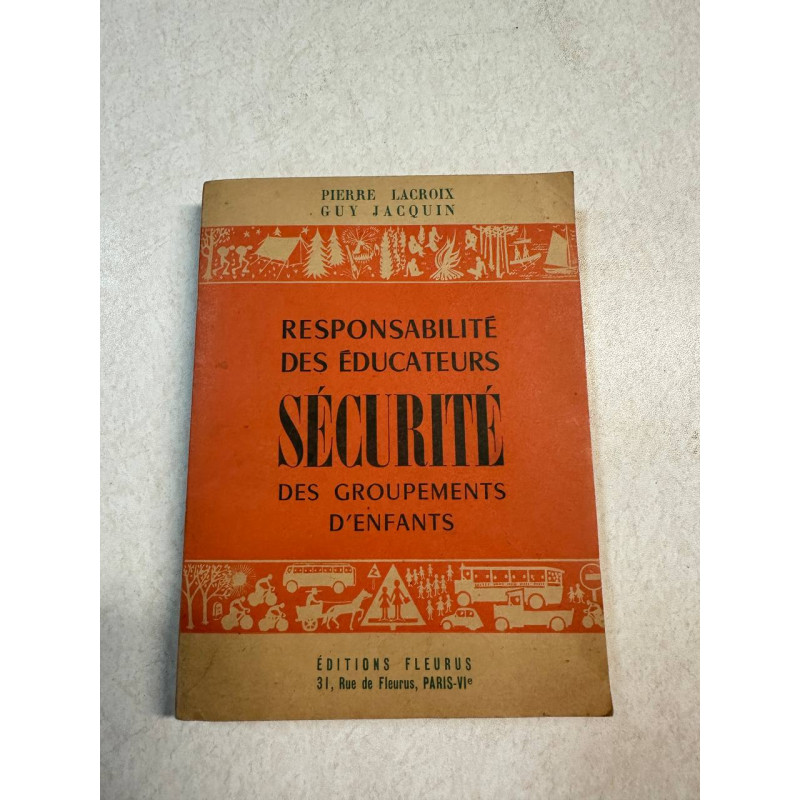 PIERRE LACROIX
GUY JACQUIN
RESPONSABILITÉ
DES ÉDUCATEURS
SÉCURITÉ
DES GROUPEMENTS
D'ENFANTS
ÉDITIONS FLEURUS
31, Rue de Fleurus, PARIS-VIe